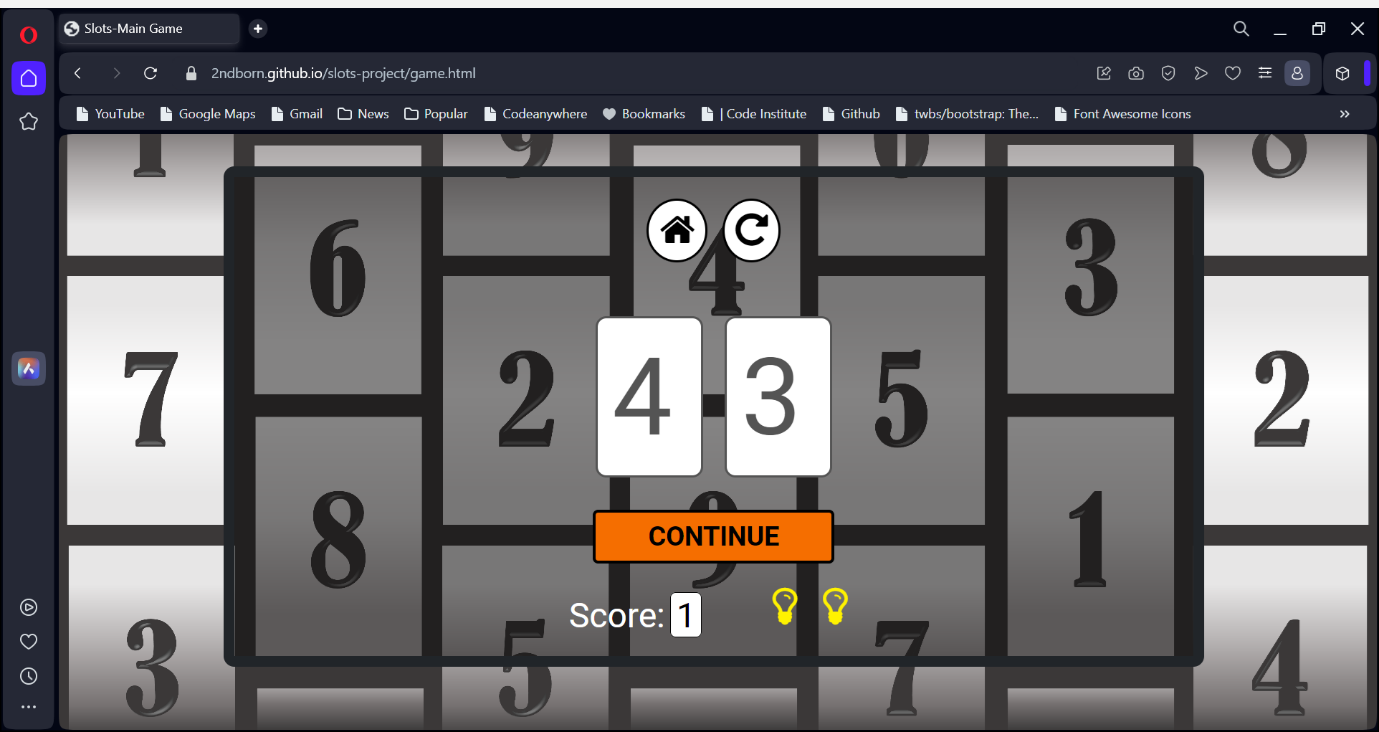 Slots-Main Game
2ndborn.github.io/slots-project/game.html
YouTube Google Maps Gmail News Popular Codeanywhere Bookmarks | Code Institute Github twbs/bootstrap: The... Font Awesome Icons »
1 9 6 8
6 4 3
7 2 4 3 5 2
8 9 1
CONTINUE
Score: 1
3 5 7 4